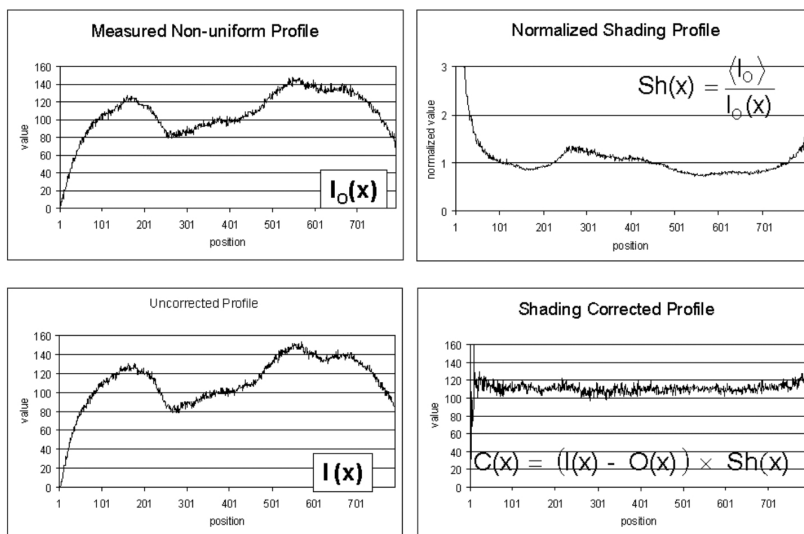 Measured Non-uniform Profile
160
140
120
100
80
60
40
20
0
value
1 101 201 301 401 501 601 701
position
I_O(x)
Normalized Shading Profile
3
2
1
0
normalized value
Sh(x) = ⟨I_O⟩ / I_O(x)
1 101 201 301 401 501 601 701
position
Uncorrected Profile
160
140
120
100
80
60
40
20
0
value
1 101 201 301 401 501 601 701
position
I(x)
Shading Corrected Profile
160
140
120
100
80
60
40
20
0
value
C(x) = (I(x) - O(x)) × Sh(x)
1 101 201 301 401 501 601 701
position